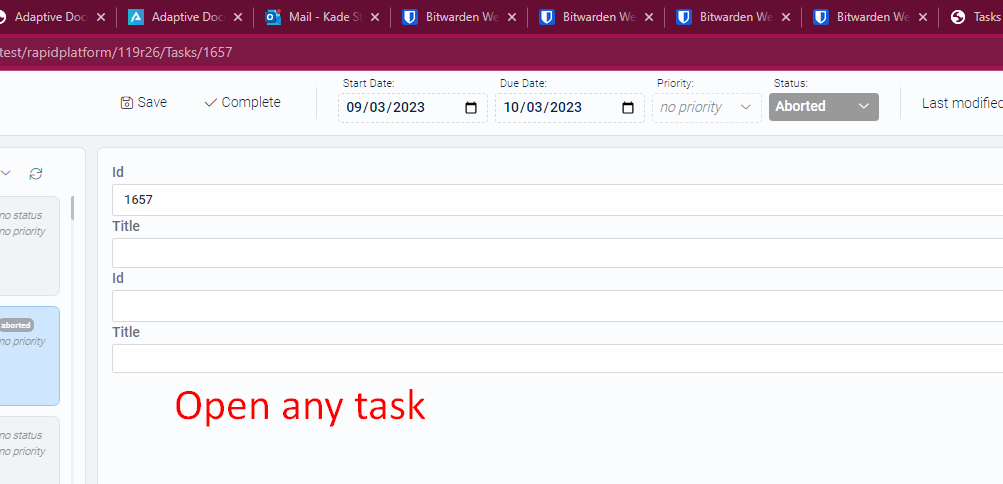 Adaptive Doc
Adaptive Doc
Mail - Kade St
Bitwarden We
Bitwarden We
Bitwarden We
Bitwarden We
Tasks
test/rapidplatform/119r26/Tasks/1657
Save
Complete
Start Date:
09/03/2023
Due Date:
10/03/2023
Priority:
no priority
Status:
Aborted
Last modified
no status
no priority
aborted
no priority
no status
no priority
Id
1657
Title
Id
Title
Open any task